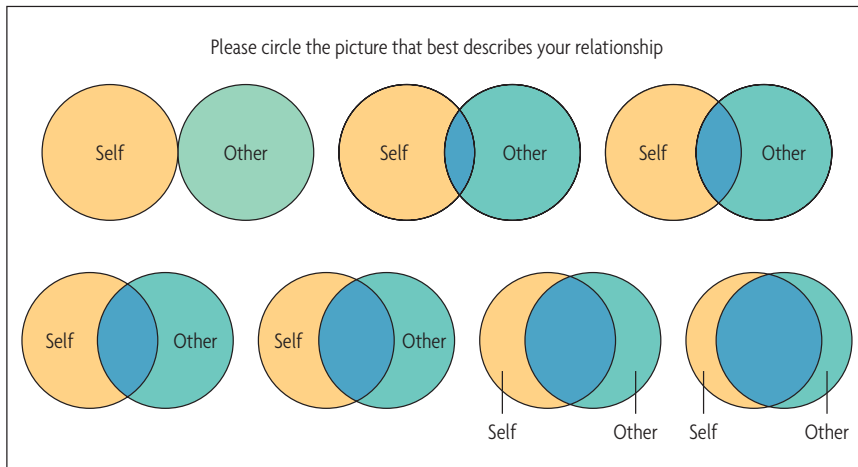 Please circle the picture that best describes your relationship
Self Other Self Other Self Other
Self Other Self Other
Self Other Self Other